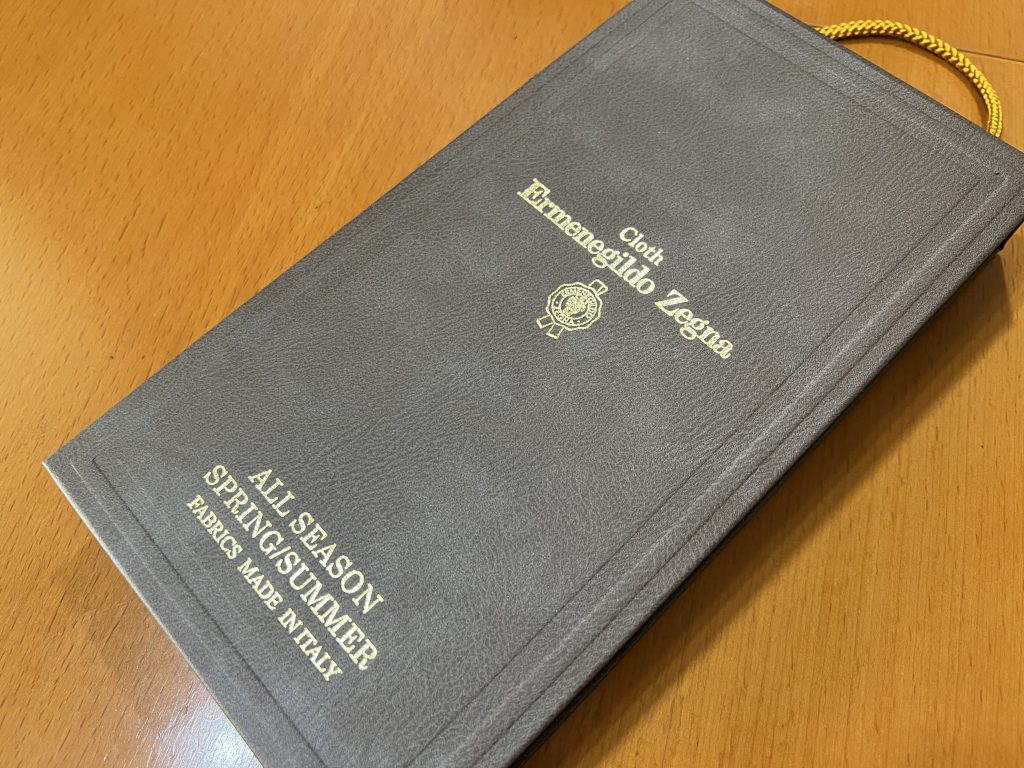 Cloth
Ermenegildo Zegna
ALL SEASON
SPRING/SUMMER
FABRICS MADE IN ITALY